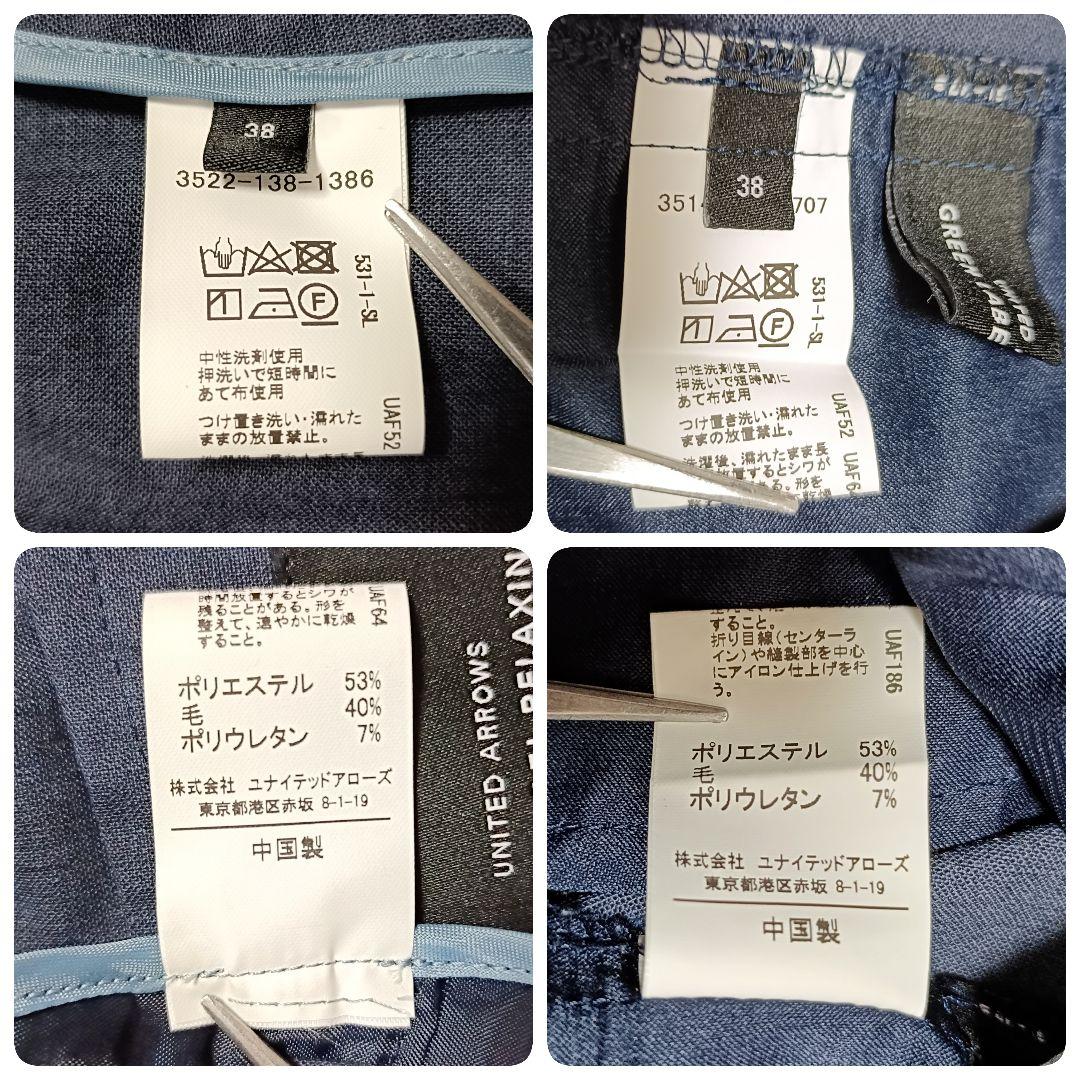 38
3522-138-1386
531-1-SL
1
F
中性洗剤使用
押洗いで短時間に
あて布使用
つけ置き洗い・濡れた
ままの放置禁止。
UAF52
38
707
531-1-SL
1
F
中性洗剤使用
押洗いで短時間に
あて布使用
つけ置き洗い・濡れた
ままの放置禁止。
洗濯後、濡れたまま長
放置するとシワが
ある。形を
UAF52
GREEN LABE
時間放置するとシワが
残ることがある。形を
整えて、速やかに乾燥
すること。
UAF64
ポリエステル 53%
毛 40%
ポリウレタン 7%
株式会社 ユナイテッドアローズ
東京都港区赤坂 8-1-19
中国製
UNITED ARROWS
RELAXIN
すること。
折り目線(センターラ
イン)や縫製部を中心
にアイロン仕上げを行
う。
UAF186
ポリエステル 53%
毛 40%
ポリウレタン 7%
株式会社 ユナイテッドアローズ
東京都港区赤坂 8-1-19
中国製